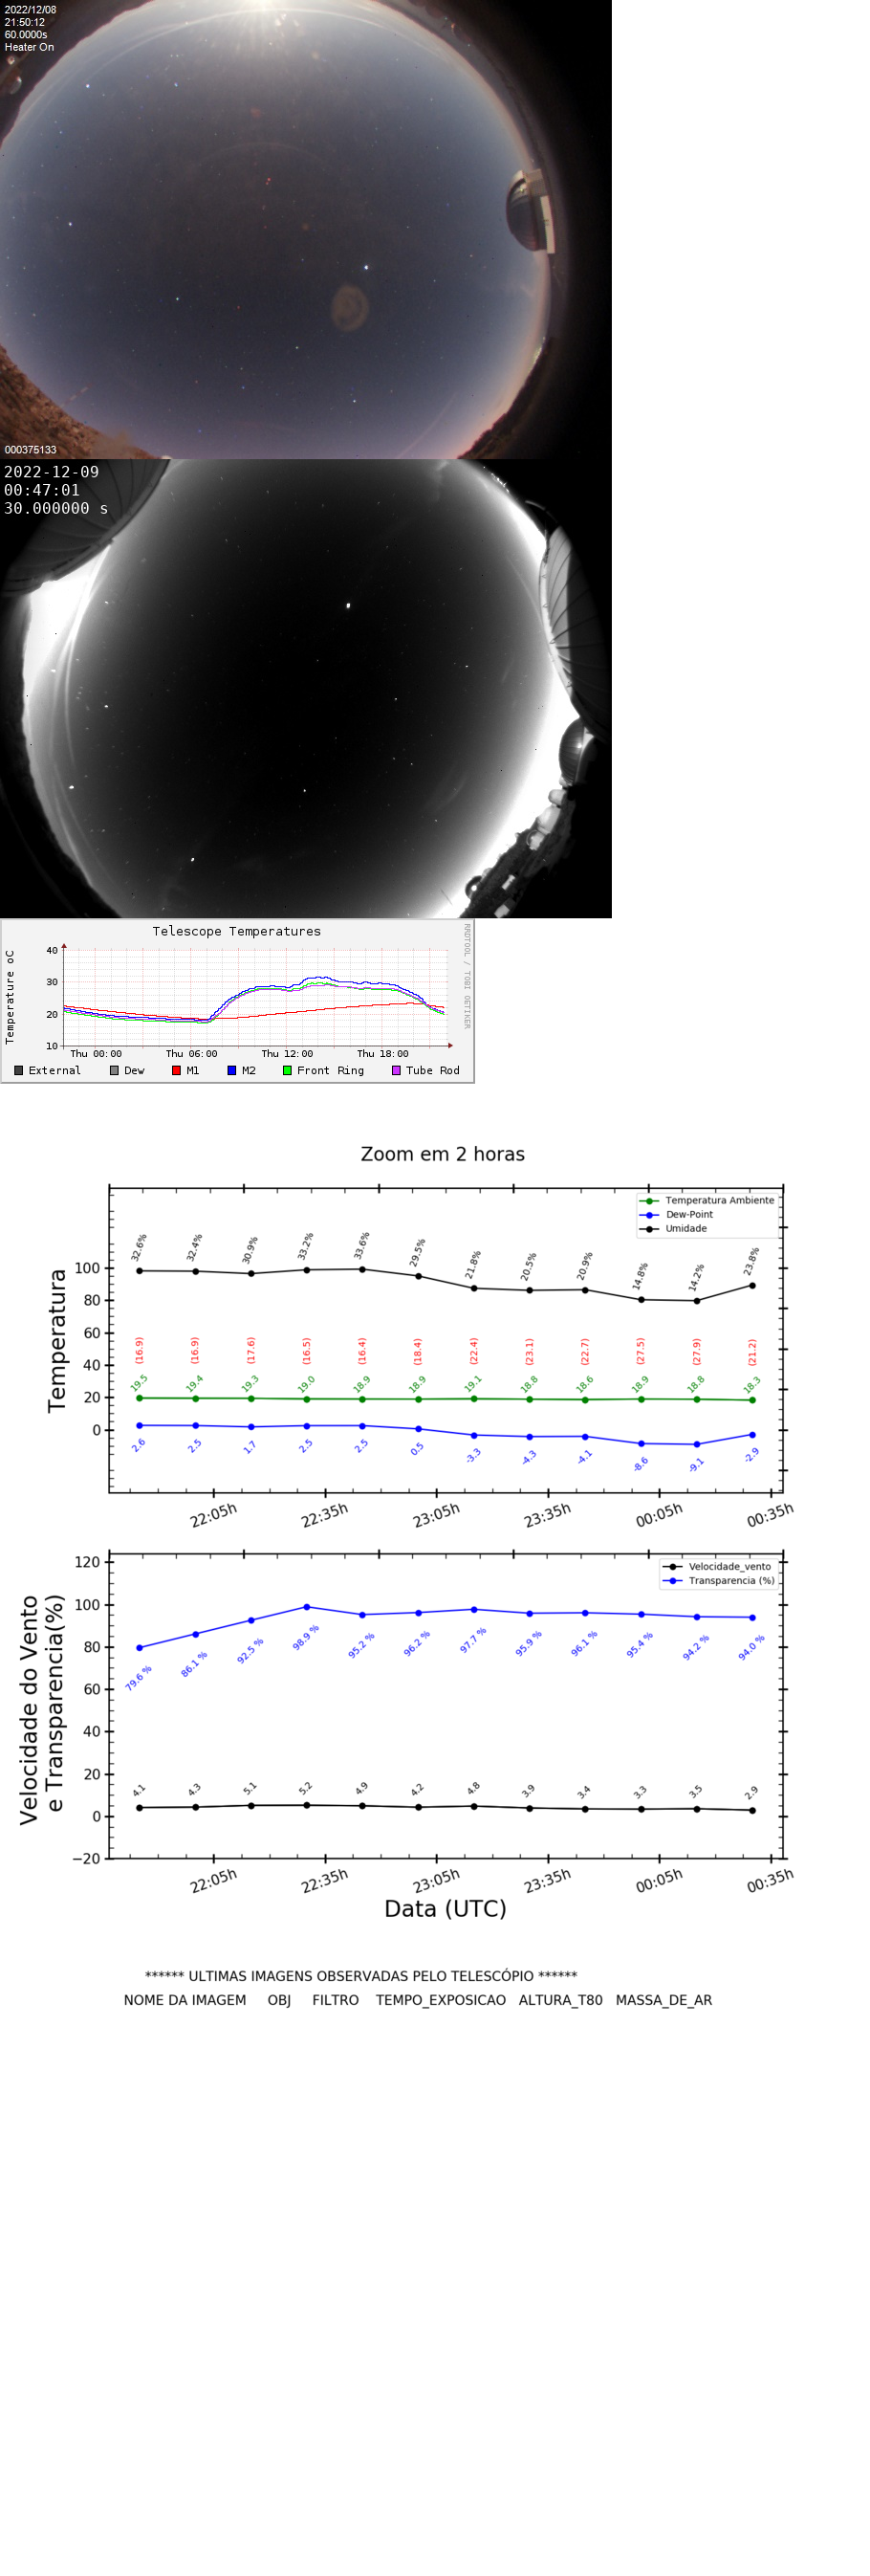 2022/12/08
21:50:12
60.0000s
Heater On
000375133
2022-12-09
00:47:01
30.000000 s
Telescope Temperatures
Temperature oC
RRDTOOL / TOBI OETIKER
40
30
20
10
Thu 00:00 Thu 06:00 Thu 12:00 Thu 18:00
External Dew M1 M2 Front Ring Tube Rod
Zoom em 2 horas
Temperatura
Temperatura Ambiente
Dew-Point
Umidade
100
80
60
40
20
0
32.6% 32.4% 30.9% 33.2% 33.6% 29.5% 21.8% 20.5% 20.9% 14.8% 14.2% 23.8%
(16.9) (16.9) (17.6) (16.5) (16.4) (18.4) (22.4) (23.1) (22.7) (27.5) (27.9) (21.2)
19.5 19.4 19.3 19.0 18.9 18.9 19.1 18.8 18.6 18.9 18.8 18.3
2.6 2.5 1.7 2.5 2.5 0.5 -3.3 -4.3 -4.1 -8.6 -9.1 -2.9
22:05h 22:35h 23:05h 23:35h 00:05h 00:35h
Velocidade do Vento
e Transparencia(%)
Velocidade_vento
Transparencia (%)
120
100
80
60
40
20
0
−20
79.6 % 86.1 % 92.5 % 98.9 % 95.2 % 96.2 % 97.7 % 95.9 % 96.1 % 95.4 % 94.2 % 94.0 %
4.1 4.3 5.1 5.2 4.9 4.2 4.8 3.9 3.4 3.3 3.5 2.9
22:05h 22:35h 23:05h 23:35h 00:05h 00:35h
Data (UTC)
****** ULTIMAS IMAGENS OBSERVADAS PELO TELESCÓPIO ******
NOME DA IMAGEM OBJ FILTRO TEMPO_EXPOSICAO ALTURA_T80 MASSA_DE_AR